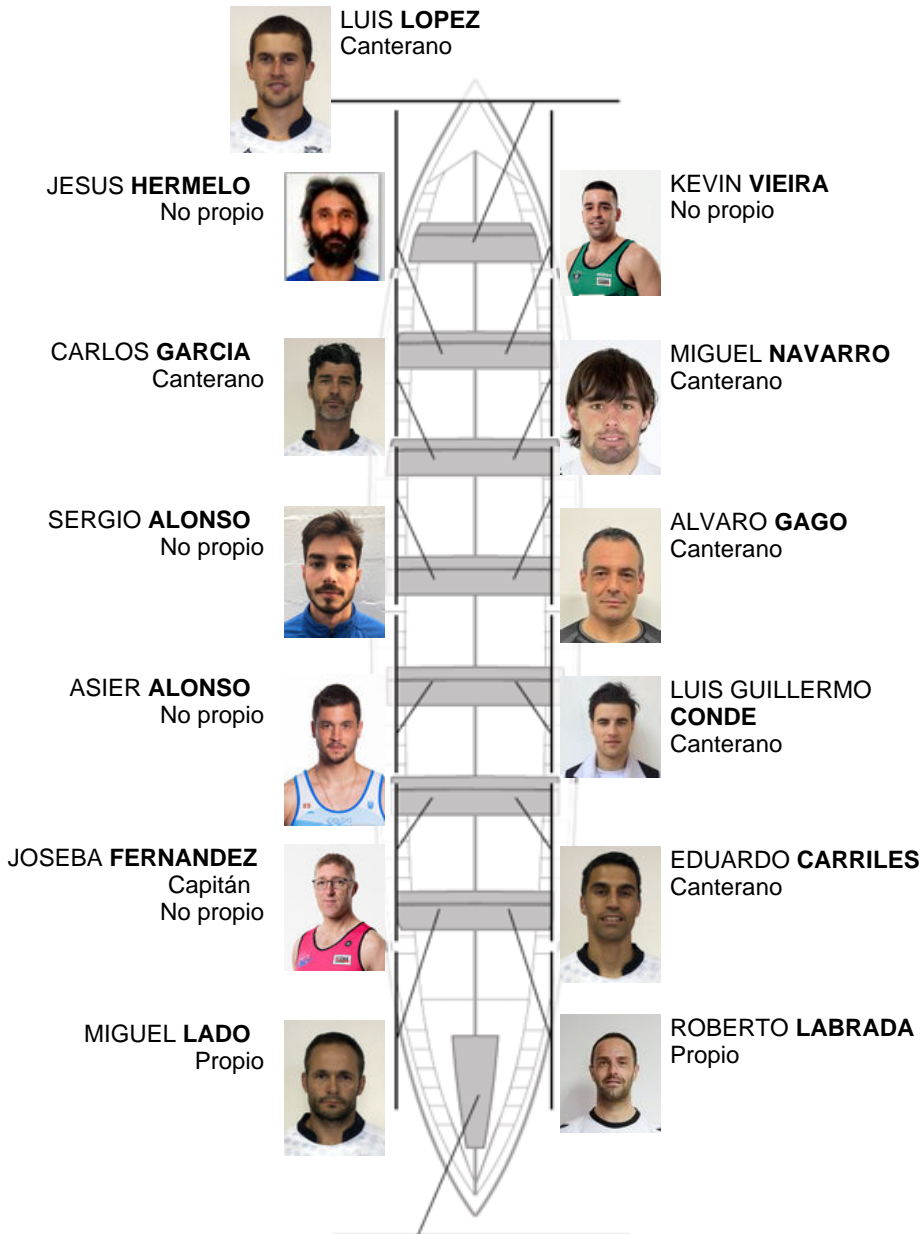 LUIS LOPEZ
Canterano
JESUS HERMELO
No propio
KEVIN VIEIRA
No propio
CARLOS GARCIA
Canterano
MIGUEL NAVARRO
Canterano
SERGIO ALONSO
No propio
ALVARO GAGO
Canterano
ASIER ALONSO
No propio
LUIS GUILLERMO
CONDE
Canterano
JOSEBA FERNANDEZ
Capitán
No propio
EDUARDO CARRILES
Canterano
MIGUEL LADO
Propio
ROBERTO LABRADA
Propio